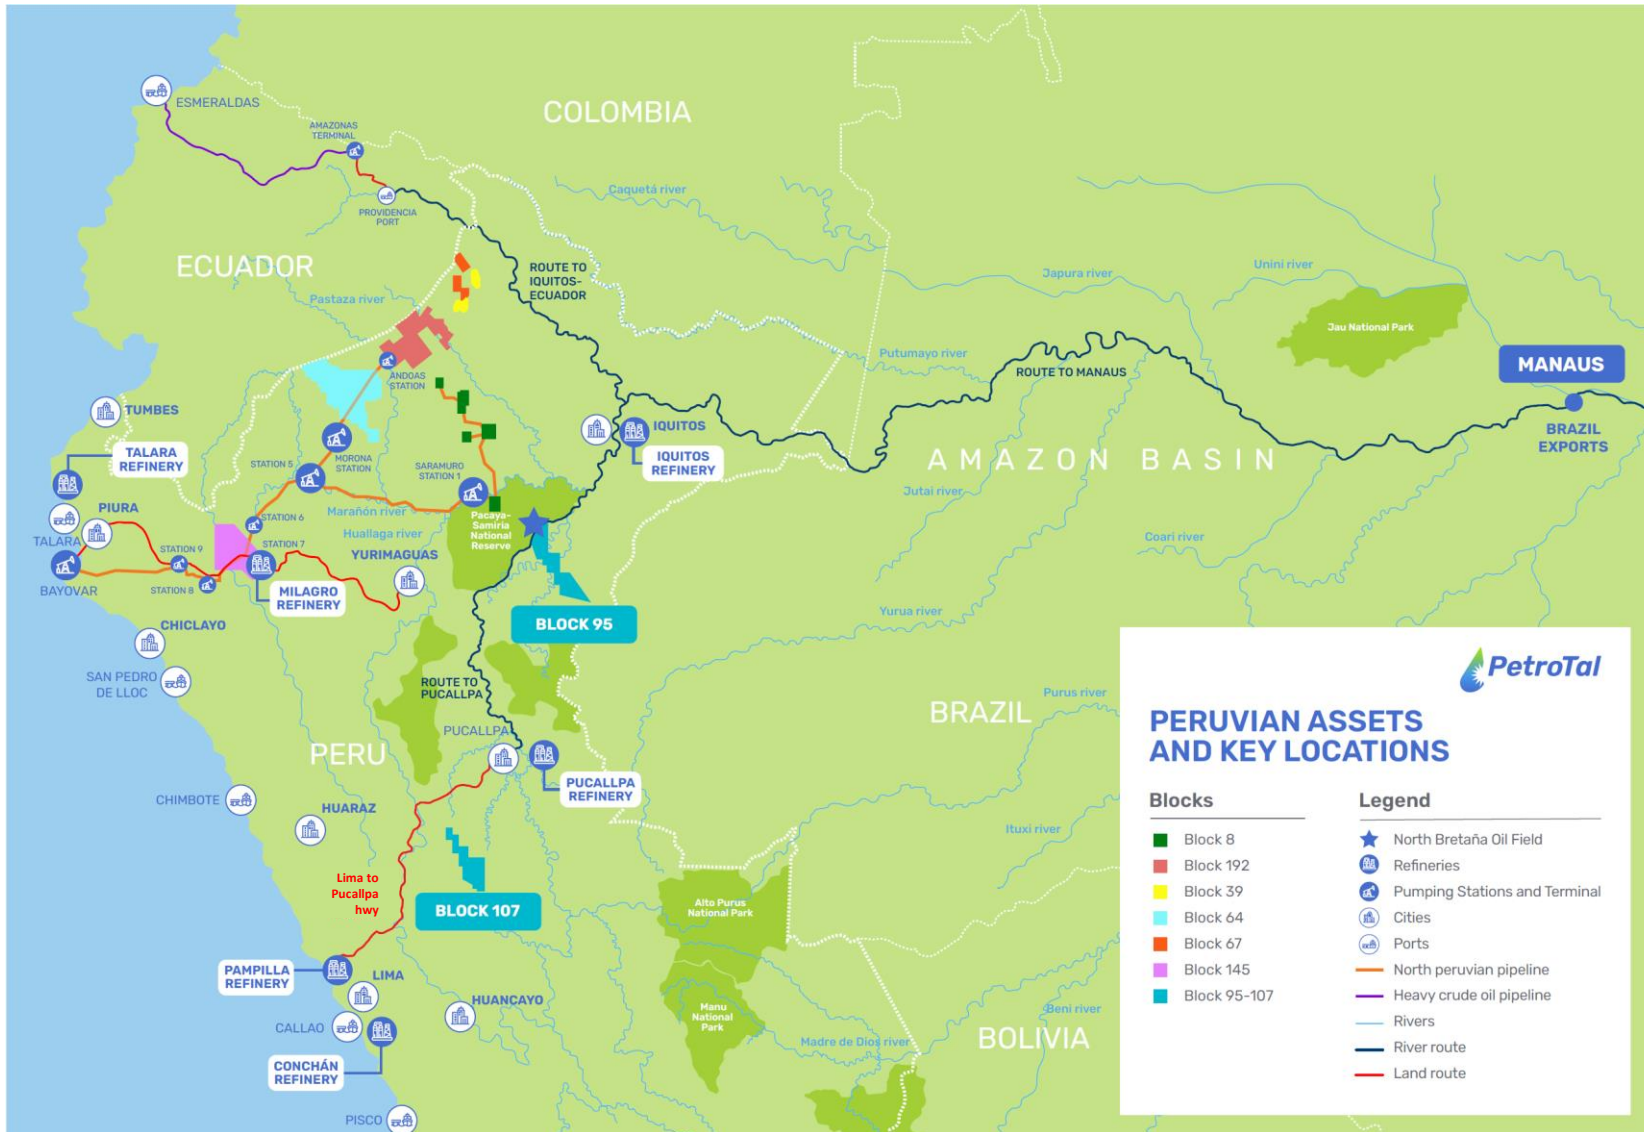 ESMERALDAS
AMAZONAS
TERMINAL
COLOMBIA
Caquetá river
PROVIDENCIA
PORT
ECUADOR
ROUTE TO
IQUITOS-
ECUADOR
Pastaza river
Japura river
Unini river
Jau National Park
Putumayo river
ROUTE TO MANAUS
MANAUS
BRAZIL
EXPORTS
ANDOAS
STATION
TUMBES
TALARA
REFINERY
MORONA
STATION
STATION 5
SARAMURO
STATION 1
IQUITOS
IQUITOS
REFINERY
AMAZON BASIN
Jutai river
PIURA
TALARA
STATION 6
Marañón river
Huallaga river
Pacaya-
Samiria
National
Reserve
Coari river
STATION 9
STATION 7
YURIMAGUAS
BAYOVAR
STATION 8
MILAGRO
REFINERY
BLOCK 95
Yurua river
CHICLAYO
SAN PEDRO
DE LLOC
ROUTE TO
PUCALLPA
Purus river
BRAZIL
PERU
PUCALLPA
PUCALLPA
REFINERY
CHIMBOTE
HUARAZ
Ituxi river
Lima to
Pucallpa
hwy
BLOCK 107
Alto Purus
National Park
PAMPILLA
REFINERY
LIMA
HUANCAYO
Manu
National
Park
Beni river
CALLAO
Madre de Dios river
BOLIVIA
CONCHÁN
REFINERY
PISCO
PetroTal
PERUVIAN ASSETS
AND KEY LOCATIONS
Blocks
Block 8
Block 192
Block 39
Block 64
Block 67
Block 145
Block 95-107
Legend
North Bretaña Oil Field
Refineries
Pumping Stations and Terminal
Cities
Ports
North peruvian pipeline
Heavy crude oil pipeline
Rivers
River route
Land route